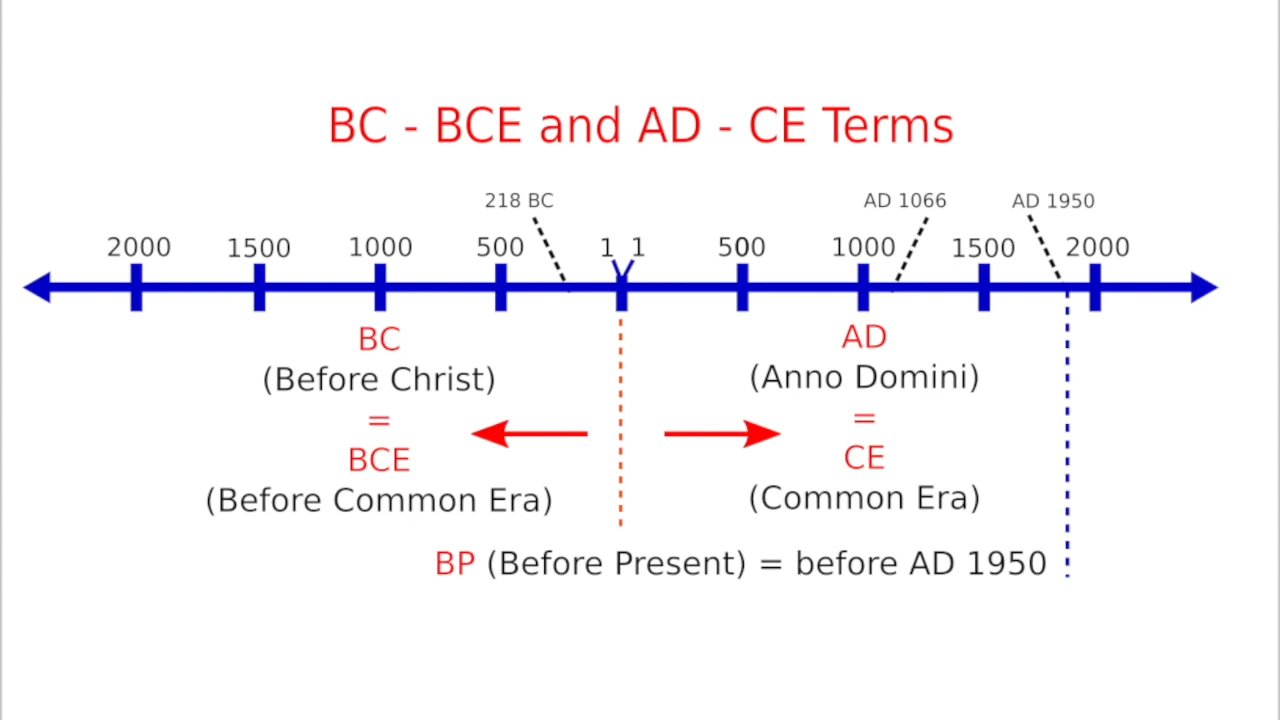 BC - BCE and AD - CE Terms
218 BC AD 1066 AD 1950
2000 1500 1000 500 1 1 500 1000 1500 2000
BC AD
(Before Christ) (Anno Domini)
= =
BCE CE
(Before Common Era) (Common Era)
BP (Before Present) = before AD 1950